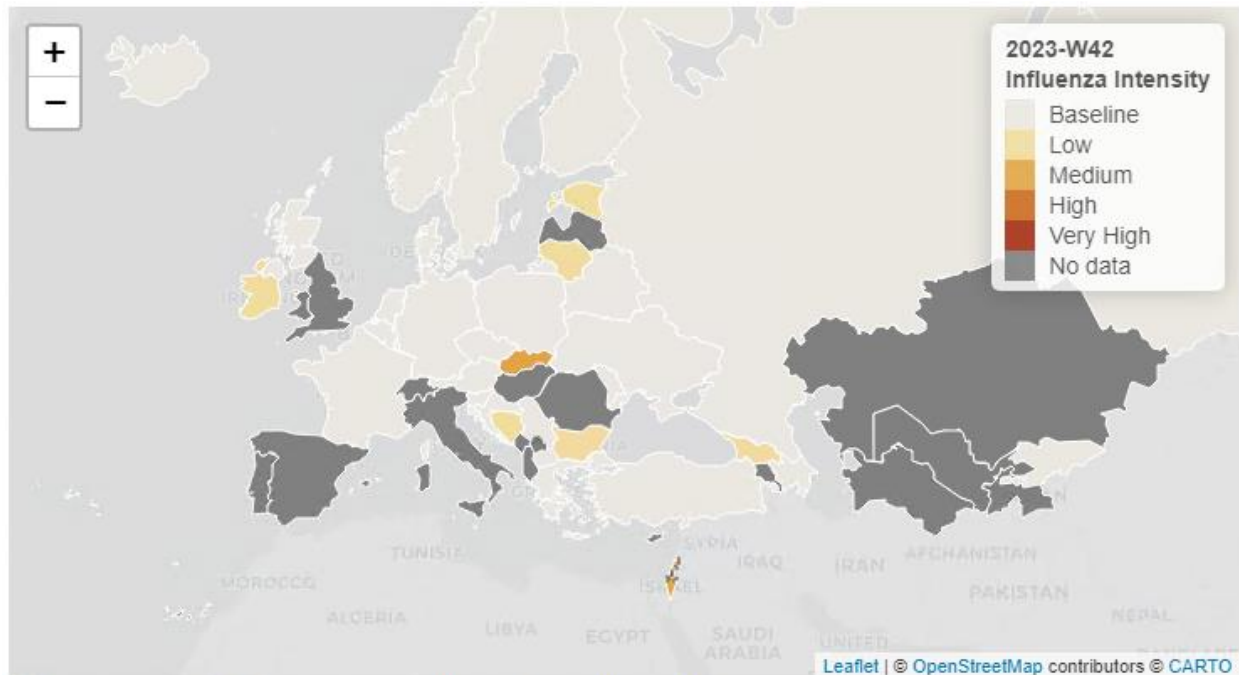 +
−
2023-W42
Influenza Intensity
Baseline
Low
Medium
High
Very High
No data
TUNISIA
SYRIA
IRAQ
IRAN
AFGHANISTAN
MOROCCO
ISRAEL
PAKISTAN
ALGERIA
LIBYA
EGYPT
SAUDI
ARABIA
UNITED
NEPAL
Leaflet | © OpenStreetMap contributors © CARTO